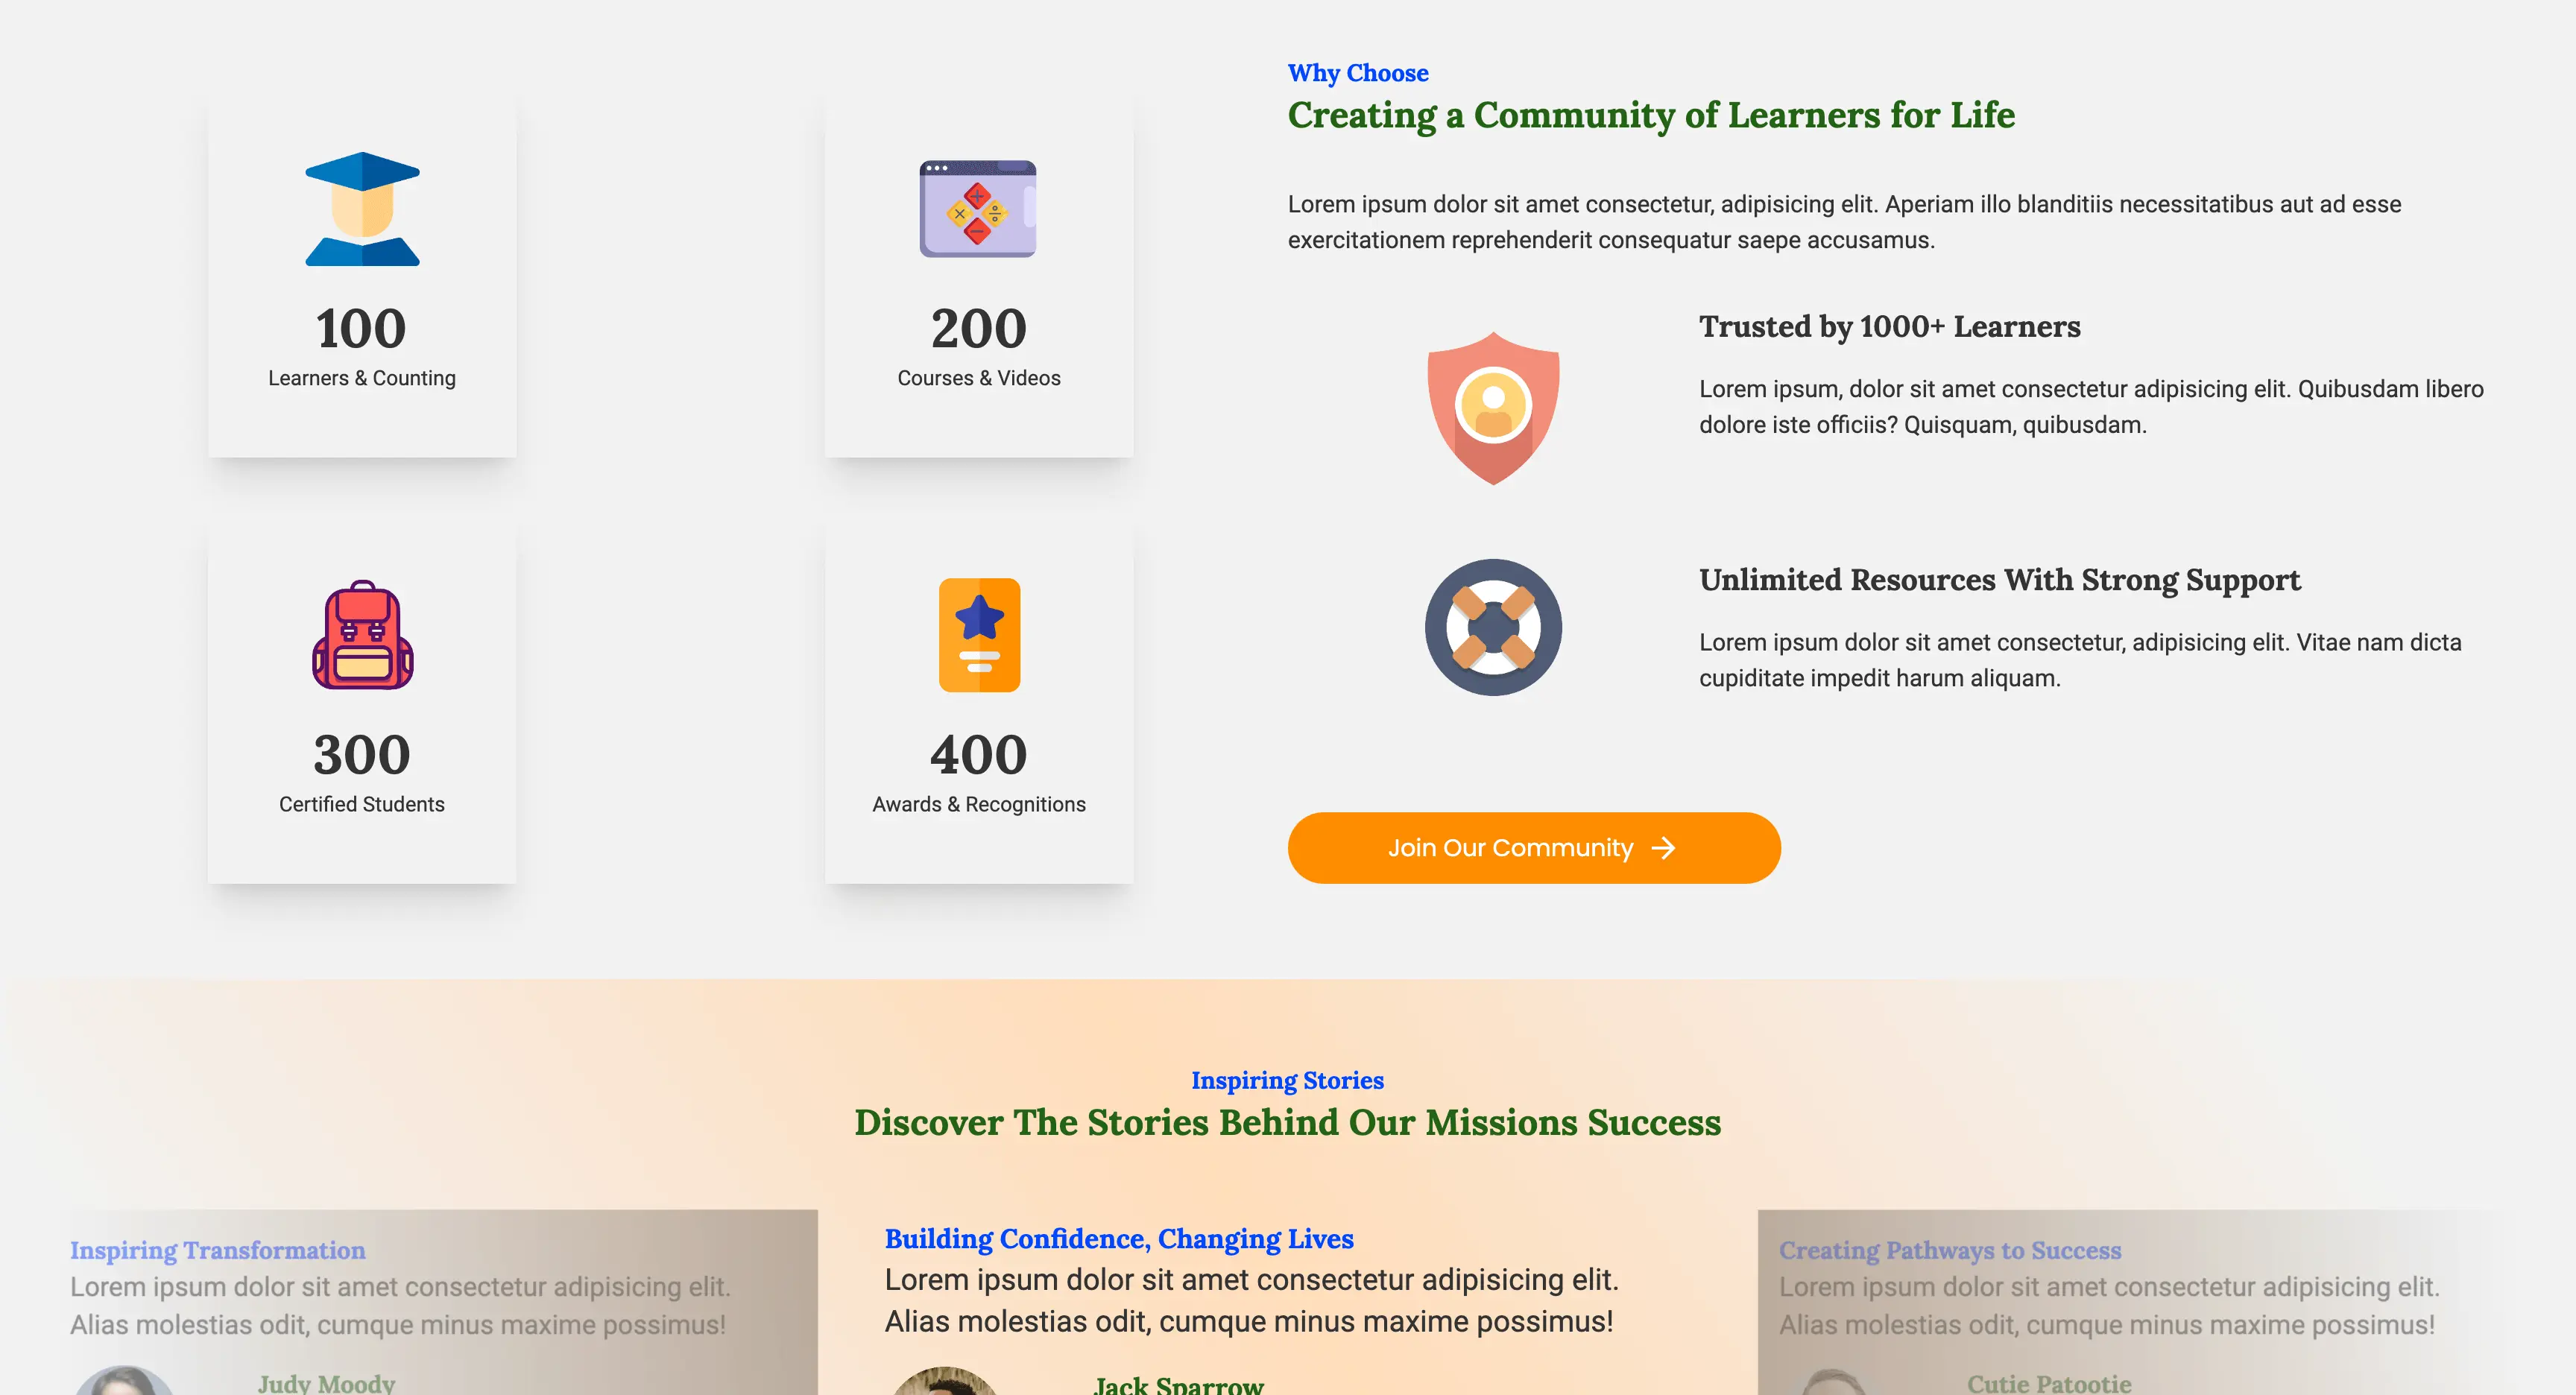 100
Learners & Counting
200
Courses & Videos
300
Certified Students
400
Awards & Recognitions
Why Choose
Creating a Community of Learners for Life
Lorem ipsum dolor sit amet consectetur, adipisicing elit. Aperiam illo blanditiis necessitatibus aut ad esse
exercitationem reprehenderit consequatur saepe accusamus.
Trusted by 1000+ Learners
Lorem ipsum, dolor sit amet consectetur adipisicing elit. Quibusdam libero
dolore iste officiis? Quisquam, quibusdam.
Unlimited Resources With Strong Support
Lorem ipsum dolor sit amet consectetur, adipisicing elit. Vitae nam dicta
cupiditate impedit harum aliquam.
Join Our Community
Inspiring Stories
Discover The Stories Behind Our Missions Success
Inspiring Transformation
Lorem ipsum dolor sit amet consectetur adipisicing elit.
Alias molestias odit, cumque minus maxime possimus!
Judy Moody
Building Confidence, Changing Lives
Lorem ipsum dolor sit amet consectetur adipisicing elit.
Alias molestias odit, cumque minus maxime possimus!
Jack Sparrow
Creating Pathways to Success
Lorem ipsum dolor sit amet consectetur adipisicing elit.
Alias molestias odit, cumque minus maxime possimus!
Cutie Patootie